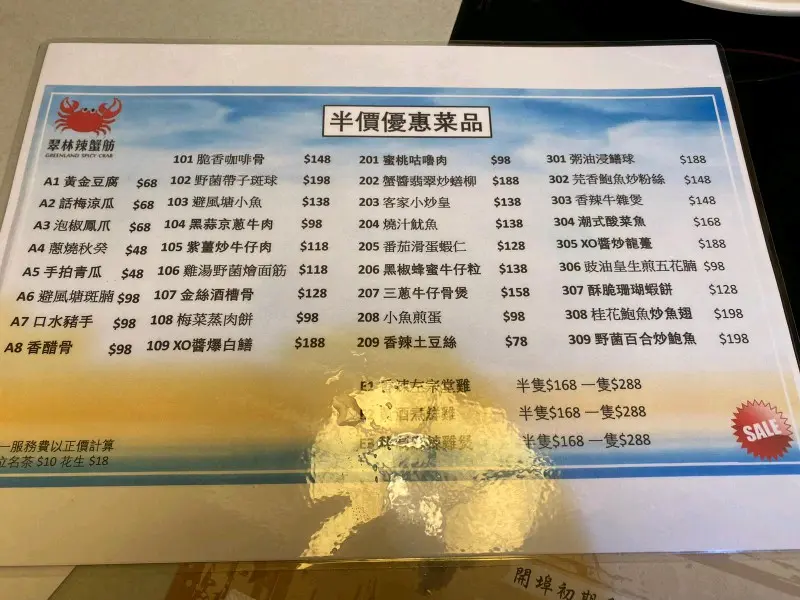 翠林辣蟹舫
GREENLAND SPICY CRAB
半價優惠菜品
A1 黃金豆腐 $68
A2 話梅涼瓜 $68
A3 泡椒鳳爪 $68
A4 蔥燒秋葵 $48
A5 手拍青瓜 $48
A6 避風塘斑腩 $98
A7 口水豬手 $98
A8 香醋骨 $98
101 脆香咖啡骨 $148
102 野菌帶子斑球 $198
103 避風塘小魚 $138
104 黑蒜京蔥牛肉 $98
105 紫薑炒牛仔肉 $118
106 雞湯野菌燴面筋 $118
107 金絲酒糟骨 $128
108 梅菜蒸肉餅 $98
109 XO醬爆白鱔 $188
201 蜜桃咕嚕肉 $98
202 蟹醬翡翠炒蟮柳 $188
203 客家小炒皇 $138
204 燒汁魷魚 $138
205 番茄滑蛋蝦仁 $128
206 黑椒蜂蜜牛仔粒 $138
207 三蔥牛仔骨煲 $158
208 小魚煎蛋 $98
209 香辣土豆絲 $78
301 粥油浸鱔球 $188
302 芫香鮑魚炒粉絲 $148
303 香辣牛雜煲 $148
304 潮式酸菜魚 $168
305 XO醬炒龍躉 $188
306 豉油皇生煎五花腩 $98
307 酥脆珊瑚蝦餅 $128
308 桂花鮑魚炒魚翅 $198
309 野菌百合炒鮑魚 $198
E1 左宗堂雞 半隻$168 一隻$288
雞 半隻$168 一隻$288
半隻$168 一隻$288
SALE
一服務費以正價計算
位名茶 $10 花生 $18
開埠初期